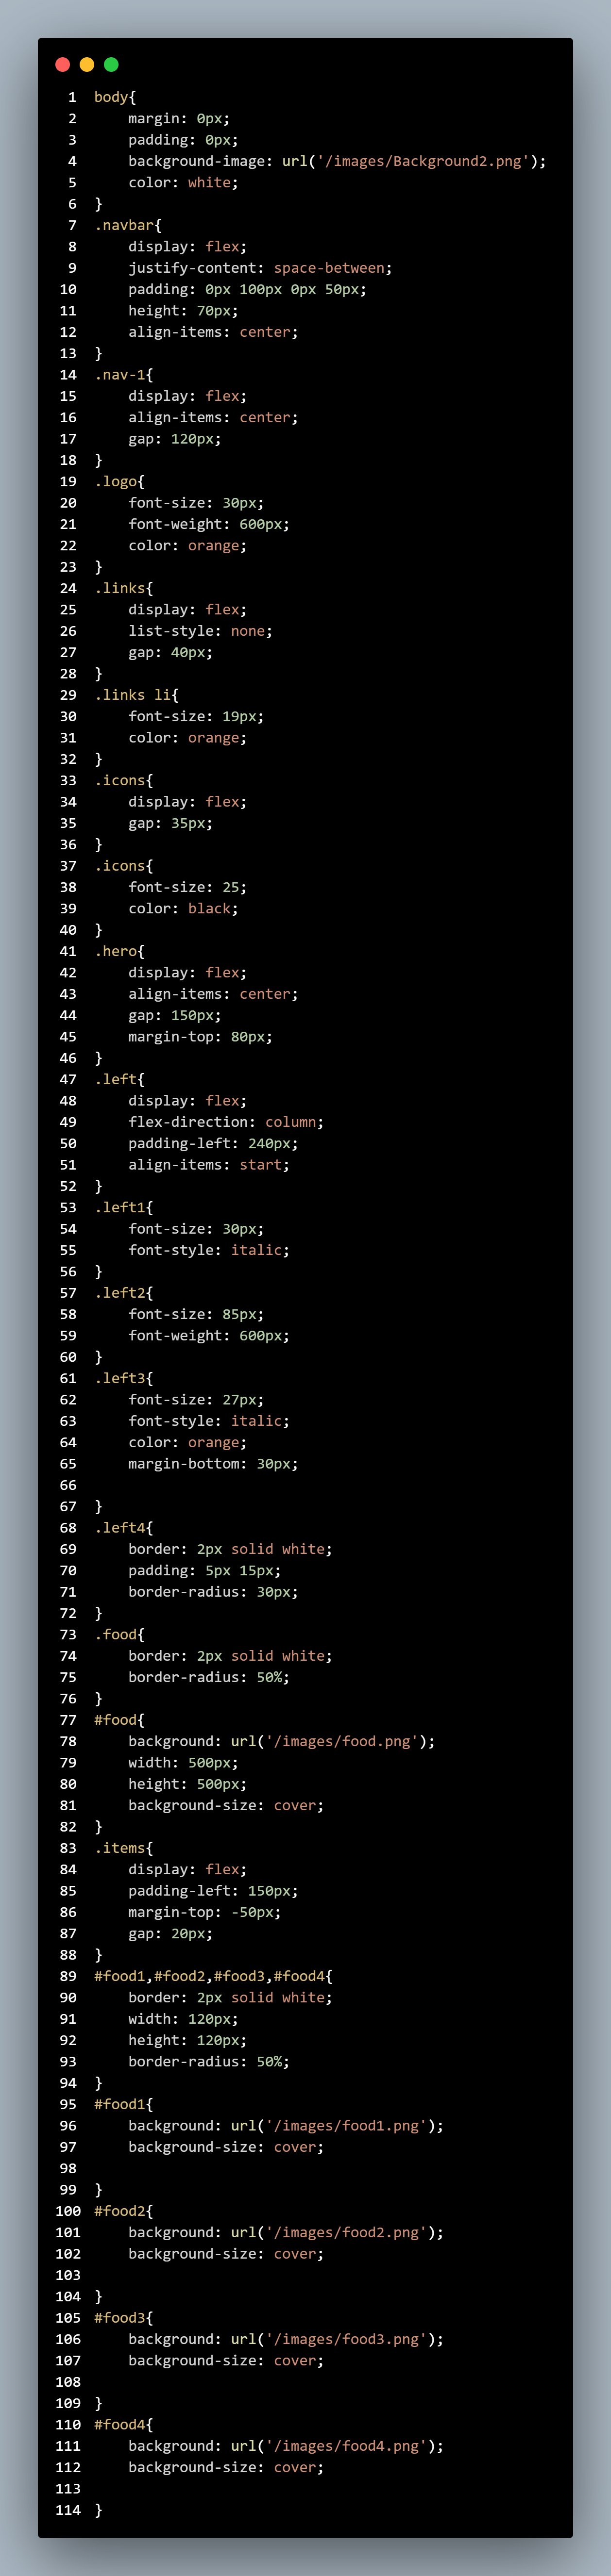 1 body{
2     margin: 0px;
3     padding: 0px;
4     background-image: url('/images/Background2.png');
5     color: white;
6 }
7 .navbar{
8     display: flex;
9     justify-content: space-between;
10     padding: 0px 100px 0px 50px;
11     height: 70px;
12     align-items: center;
13 }
14 .nav-1{
15     display: flex;
16     align-items: center;
17     gap: 120px;
18 }
19 .logo{
20     font-size: 30px;
21     font-weight: 600px;
22     color: orange;
23 }
24 .links{
25     display: flex;
26     list-style: none;
27     gap: 40px;
28 }
29 .links li{
30     font-size: 19px;
31     color: orange;
32 }
33 .icons{
34     display: flex;
35     gap: 35px;
36 }
37 .icons{
38     font-size: 25;
39     color: black;
40 }
41 .hero{
42     display: flex;
43     align-items: center;
44     gap: 150px;
45     margin-top: 80px;
46 }
47 .left{
48     display: flex;
49     flex-direction: column;
50     padding-left: 240px;
51     align-items: start;
52 }
53 .left1{
54     font-size: 30px;
55     font-style: italic;
56 }
57 .left2{
58     font-size: 85px;
59     font-weight: 600px;
60 }
61 .left3{
62     font-size: 27px;
63     font-style: italic;
64     color: orange;
65     margin-bottom: 30px;
66
67 }
68 .left4{
69     border: 2px solid white;
70     padding: 5px 15px;
71     border-radius: 30px;
72 }
73 .food{
74     border: 2px solid white;
75     border-radius: 50%;
76 }
77 #food{
78     background: url('/images/food.png');
79     width: 500px;
80     height: 500px;
81     background-size: cover;
82 }
83 .items{
84     display: flex;
85     padding-left: 150px;
86     margin-top: -50px;
87     gap: 20px;
88 }
89 #food1,#food2,#food3,#food4{
90     border: 2px solid white;
91     width: 120px;
92     height: 120px;
93     border-radius: 50%;
94 }
95 #food1{
96     background: url('/images/food1.png');
97     background-size: cover;
98
99 }
100 #food2{
101     background: url('/images/food2.png');
102     background-size: cover;
103
104 }
105 #food3{
106     background: url('/images/food3.png');
107     background-size: cover;
108
109 }
110 #food4{
111     background: url('/images/food4.png');
112     background-size: cover;
113
114 }